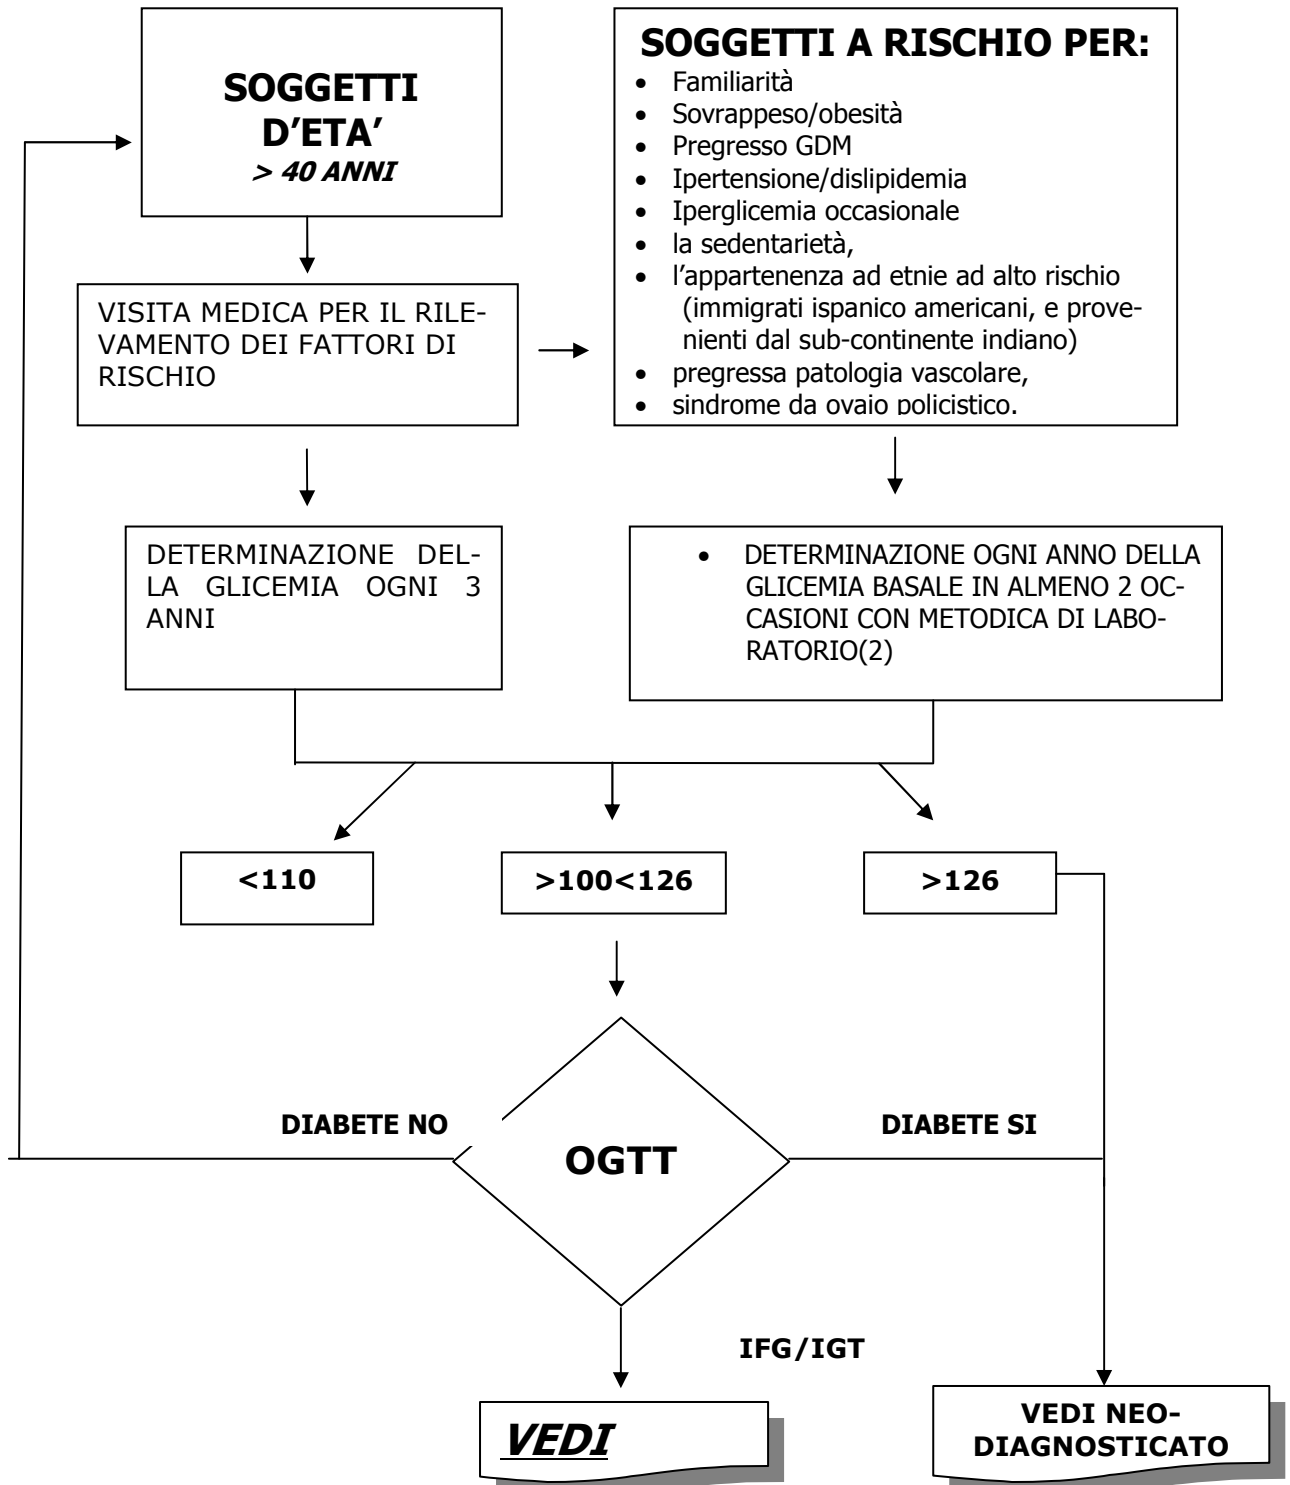 SOGGETTI
D'ETA'
> 40 ANNI
SOGGETTI A RISCHIO PER:
• Familiarità
• Sovrappeso/obesità
• Pregresso GDM
• Ipertensione/dislipidemia
• Iperglicemia occasionale
• la sedentarietà,
• l'appartenenza ad etnie ad alto rischio
(immigrati ispanico americani, e prove-
nienti dal sub-continente indiano)
• pregressa patologia vascolare,
• sindrome da ovaio policistico.
VISITA MEDICA PER IL RILE-
VAMENTO DEI FATTORI DI
RISCHIO
DETERMINAZIONE DEL-
LA GLICEMIA OGNI 3
ANNI
• DETERMINAZIONE OGNI ANNO DELLA
GLICEMIA BASALE IN ALMENO 2 OC-
CASIONI CON METODICA DI LABO-
RATORIO(2)
<110
>100<126
>126
DIABETE NO
OGTT
DIABETE SI
IFG/IGT
VEDI
VEDI NEO-
DIAGNOSTICATO